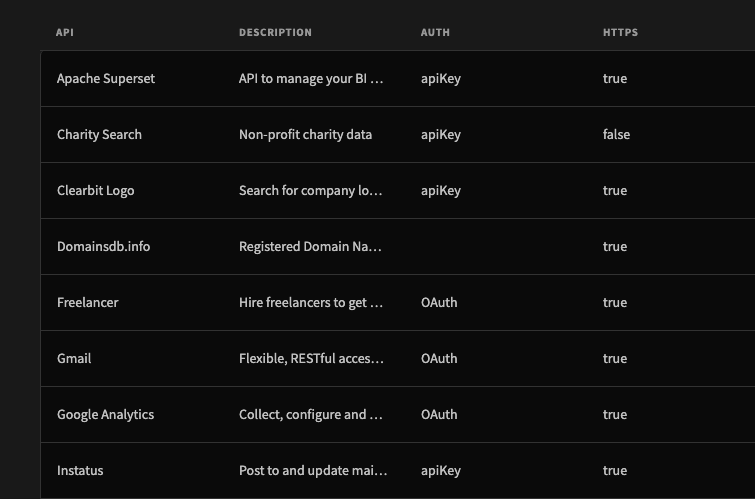 API DESCRIPTION AUTH HTTPS
Apache Superset API to manage your BI ... apiKey true
Charity Search Non-profit charity data apiKey false
Clearbit Logo Search for company lo... apiKey true
Domainsdb.info Registered Domain Na... true
Freelancer Hire freelancers to get ... OAuth true
Gmail Flexible, RESTful acces... OAuth true
Google Analytics Collect, configure and ... OAuth true
Instatus Post to and update mai... apiKey true